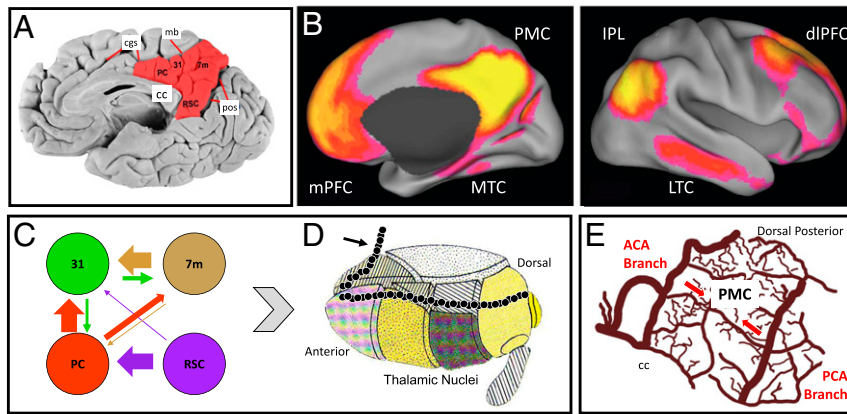 A
cgs
mb
PC
31
7m
CC
RSC
pos
B
PMC
mPFC
MTC
IPL
dlPFC
LTC
C
31
7m
PC
RSC
D
Dorsal
Anterior
Thalamic Nuclei
E
ACA
Branch
Dorsal Posterior
PMC
cc
PCA
Branch